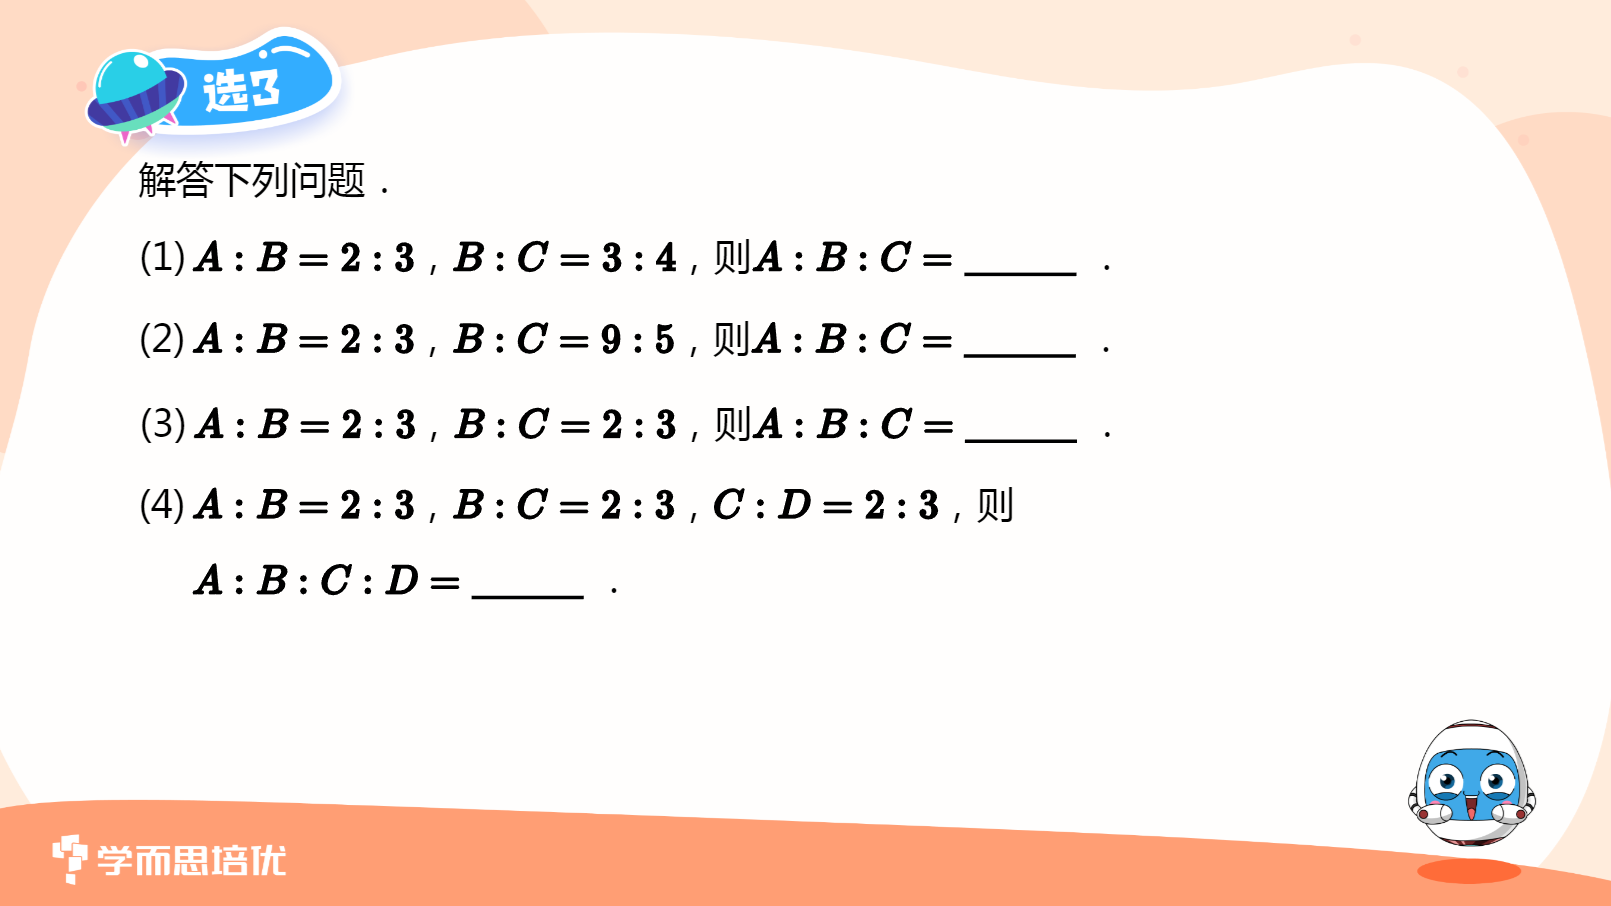 选3
解答下列问题．
(1) A : B = 2 : 3，B : C = 3 : 4，则A : B : C = ______ ．
(2) A : B = 2 : 3，B : C = 9 : 5，则A : B : C = ______ ．
(3) A : B = 2 : 3，B : C = 2 : 3，则A : B : C = ______ ．
(4) A : B = 2 : 3，B : C = 2 : 3，C : D = 2 : 3，则
A : B : C : D = ______ ．
学而思培优